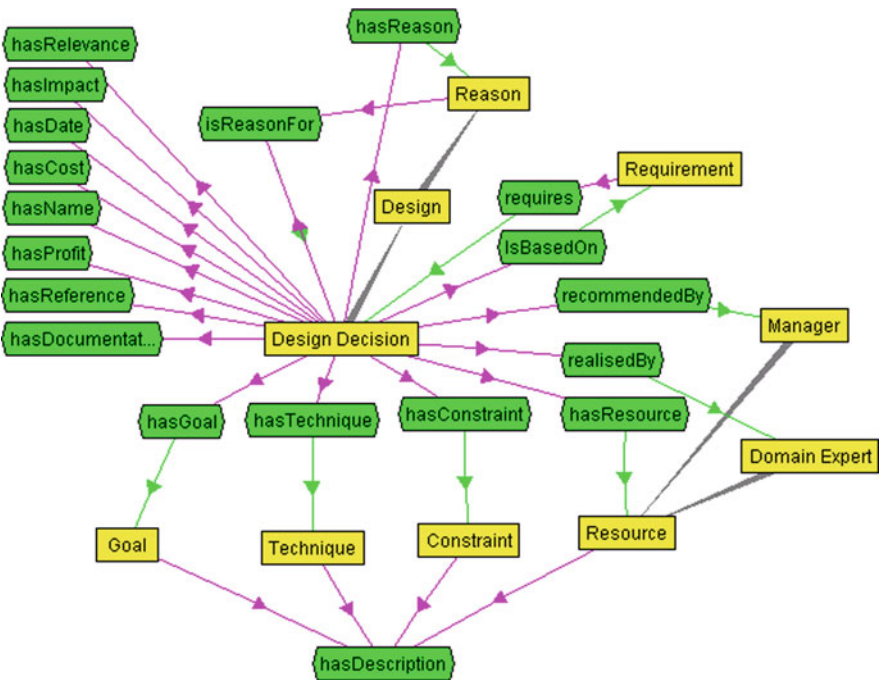 hasReason
hasRelevance
hasImpact
Reason
hasDate
isReasonFor
hasCost
Requirement
requires
hasName
Design
hasProfit
IsBasedOn
hasReference
recommendedBy
Manager
hasDocumentat...
Design Decision
realisedBy
hasGoal
hasTechnique
hasConstraint
hasResource
Domain Expert
Goal
Technique
Constraint
Resource
hasDescription